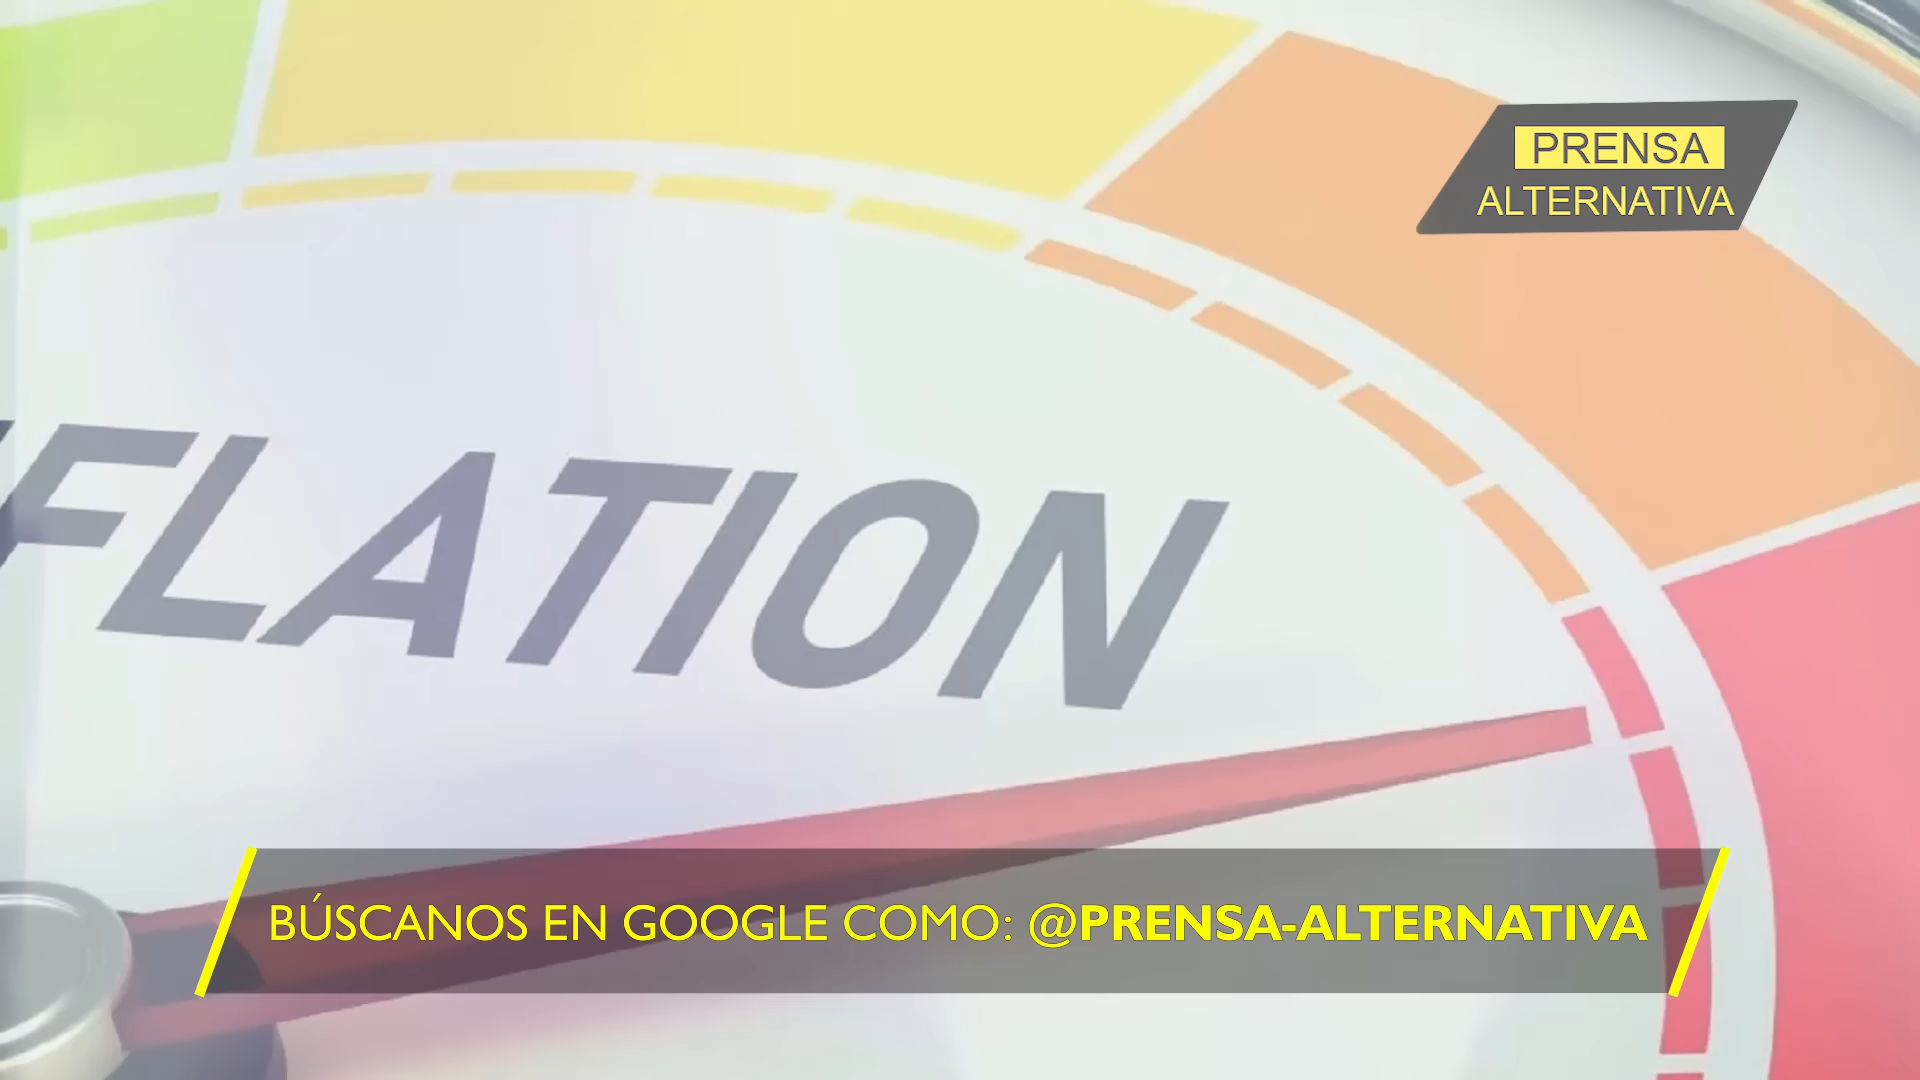 PRENSA
ALTERNATIVA
FLATION
BÚSCANOS EN GOOGLE COMO: @PRENSA-ALTERNATIVA